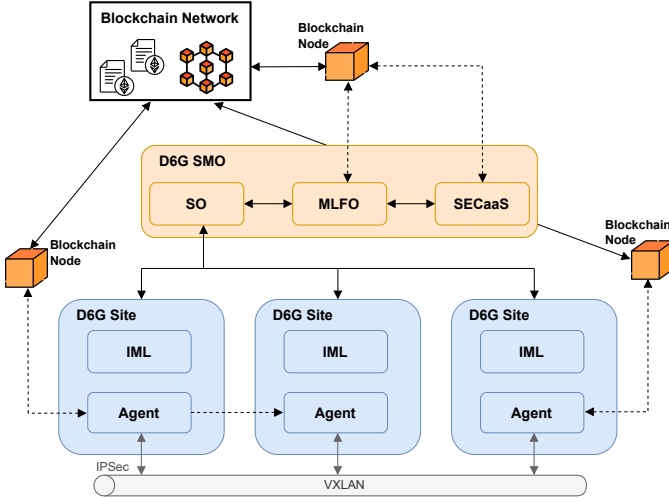 Blockchain Network
Blockchain
Node
D6G SMO
SO
MLFO
SECaaS
Blockchain
Node
Blockchain
Node
D6G Site
D6G Site
D6G Site
IML
IML
IML
Agent
Agent
Agent
IPSec
VXLAN